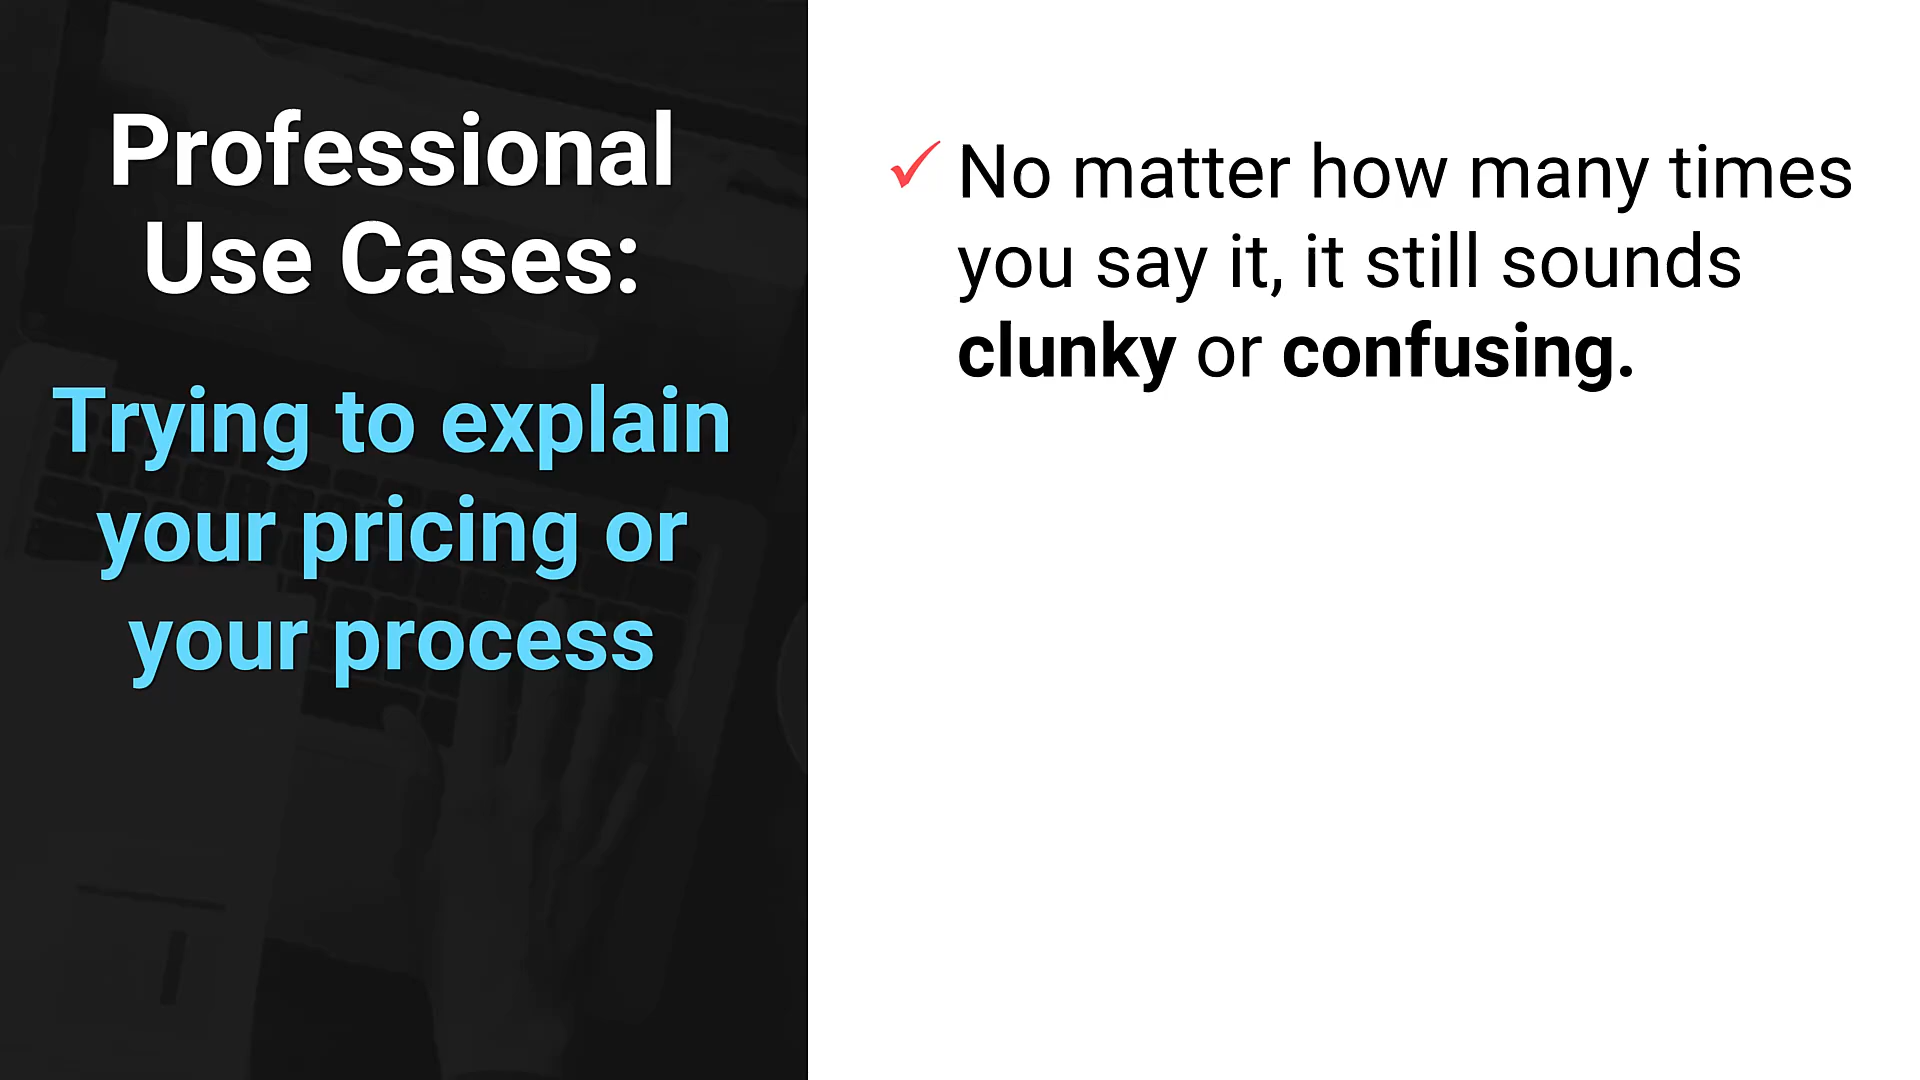 Professional
Use Cases:
Trying to explain
your pricing or
your process
No matter how many times
you say it, it still sounds
clunky or confusing.